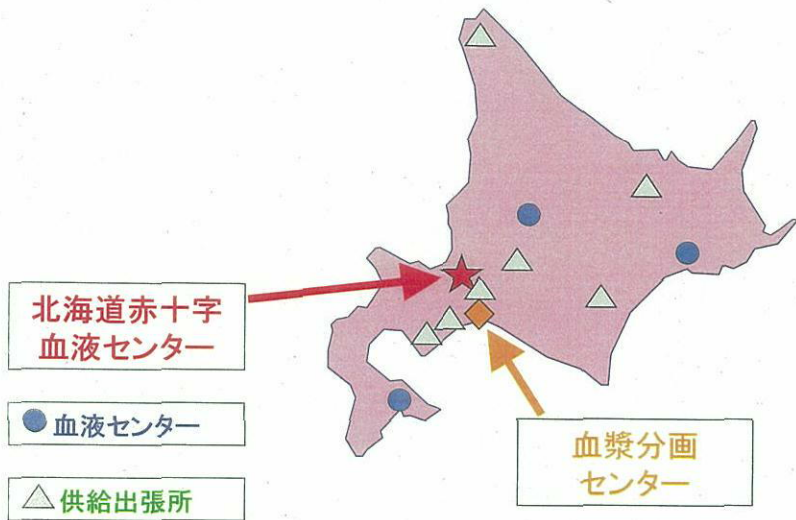 北海道赤十字
血液センター
血液センター
供給出張所
血漿分画
センター